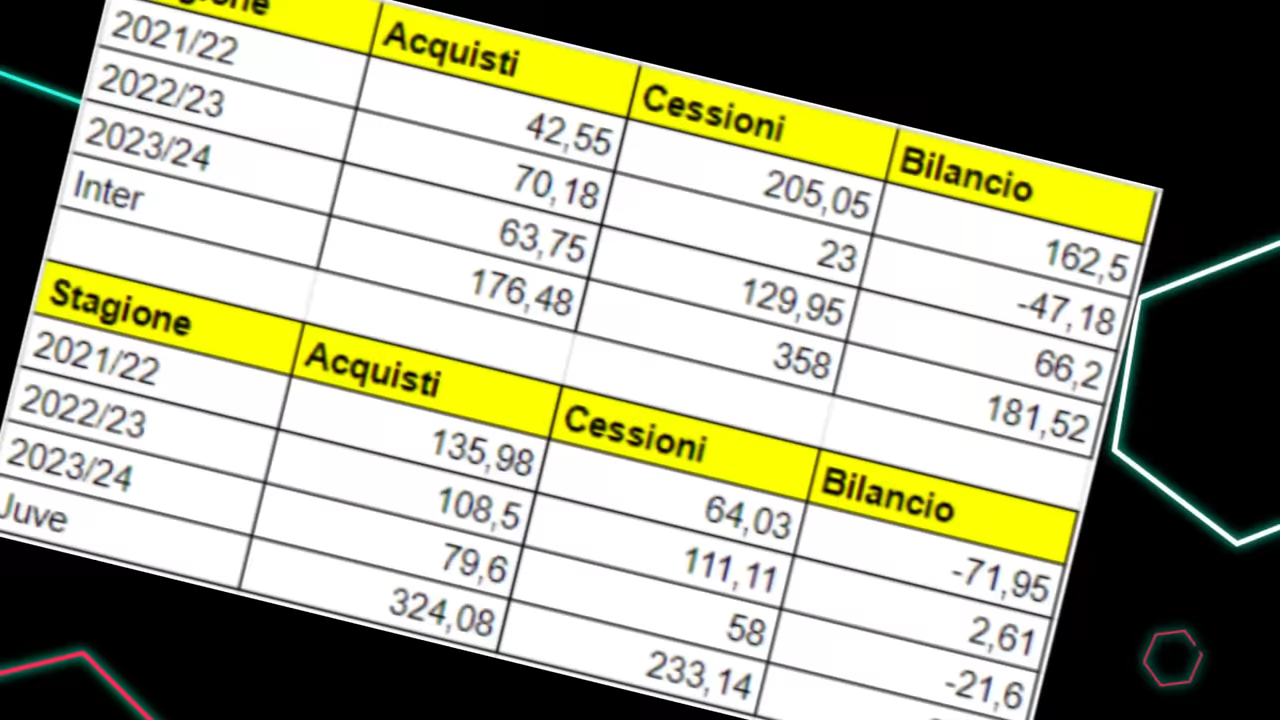 Stagione Acquisti Cessioni Bilancio
2021/22 42,55 205,05 162,5
2022/23 70,18 23 -47,18
2023/24 63,75 129,95 66,2
Inter 176,48 358 181,52
Stagione Acquisti Cessioni Bilancio
2021/22 135,98 64,03 -71,95
2022/23 108,5 111,11 2,61
2023/24 79,6 58 -21,6
Juve 324,08 233,14